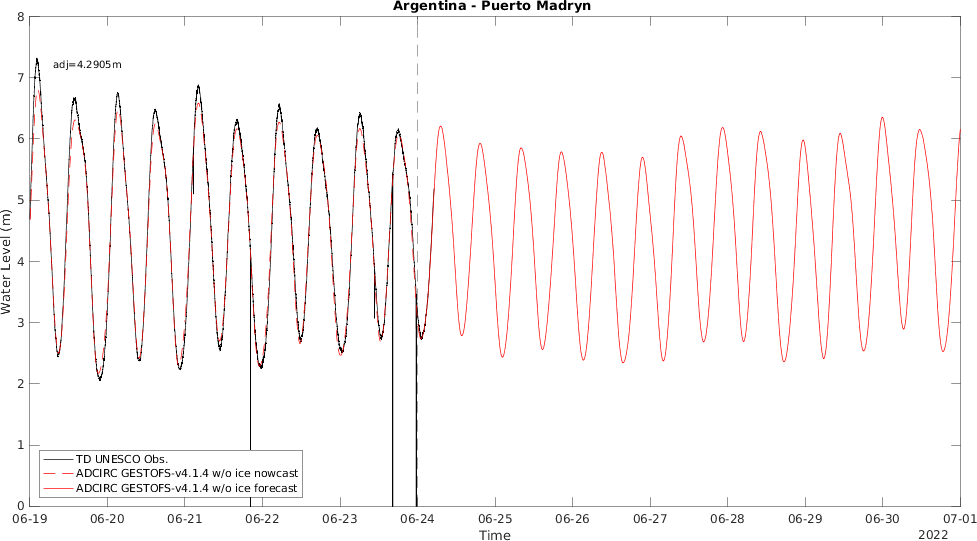 Argentina - Puerto Madryn
8
7
6
5
4
3
2
1
0
Water Level (m)
adj=4.2905m
TD UNESCO Obs.
ADCIRC GESTOFS-v4.1.4 w/o ice nowcast
ADCIRC GESTOFS-v4.1.4 w/o ice forecast
06-19 06-20 06-21 06-22 06-23 06-24 06-25 06-26 06-27 06-28 06-29 06-30 07-01
Time
2022